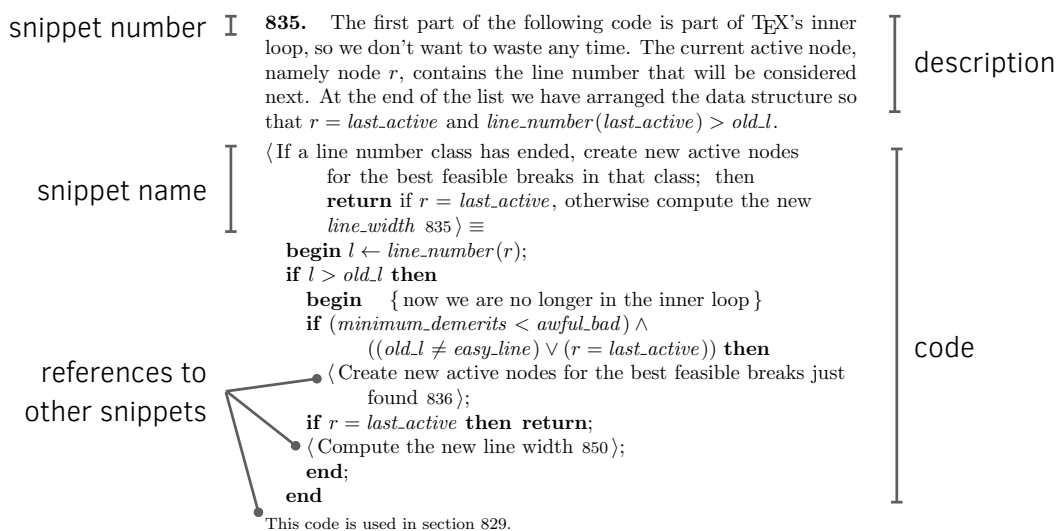 snippet number
835. The first part of the following code is part of TEX's inner
loop, so we don't want to waste any time. The current active node,
namely node r, contains the line number that will be considered
next. At the end of the list we have arranged the data structure so
that r = last_active and line_number(last_active) > old_l.
description
snippet name
⟨If a line number class has ended, create new active nodes
for the best feasible breaks in that class; then
return if r = last_active, otherwise compute the new
line_width 835⟩ ≡
begin l ← line_number(r);
if l > old_l then
begin {now we are no longer in the inner loop}
if (minimum_demerits < awful_bad) ∧
((old_l ≠ easy_line) ∨ (r = last_active)) then
⟨Create new active nodes for the best feasible breaks just
found 836⟩;
if r = last_active then return;
⟨Compute the new line width 850⟩;
end;
end
This code is used in section 829.
code
references to
other snippets